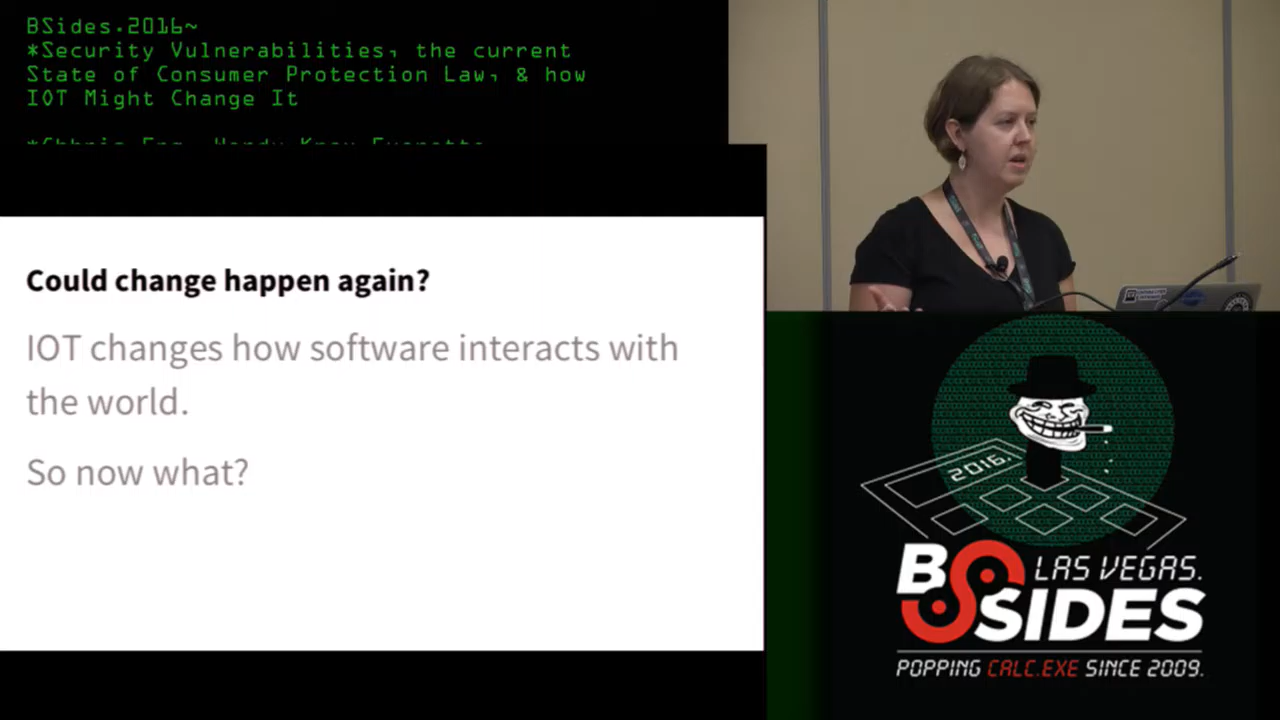 BSides.2016~
*Security Vulnerabilities, the current
State of Consumer Protection Law, & how
IOT Might Change It
Could change happen again?
IOT changes how software interacts with
the world.
So now what?
2016.
BSIDES
LAS VEGAS.
POPPING CALC.EXE SINCE 2009.